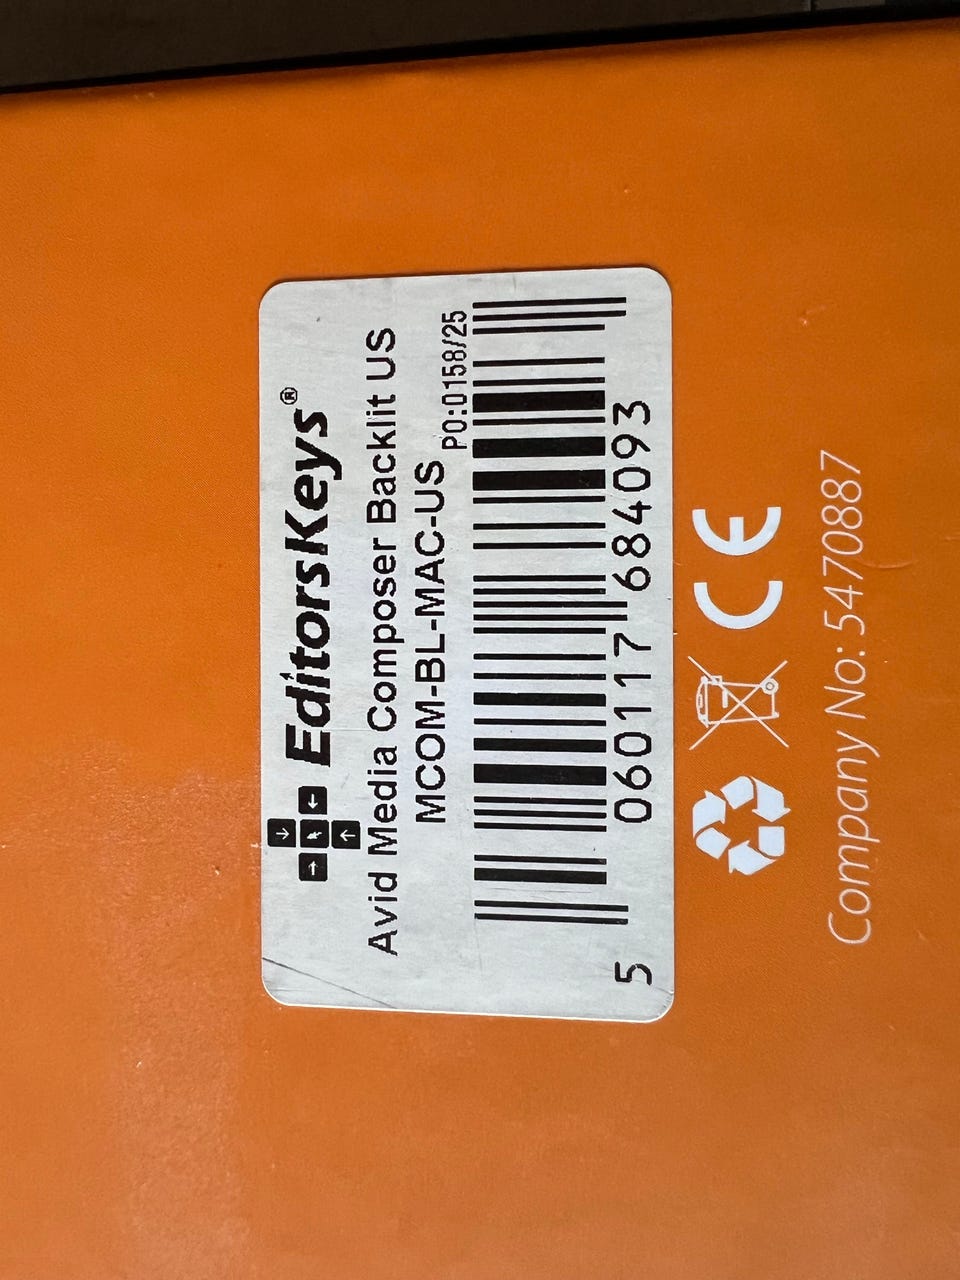 EditorsKeys®
Avid Media Composer Backlit US
MCOM-BL-MAC-US
PO:0158/25
5 060117 684093
CE
Company No: 5470887